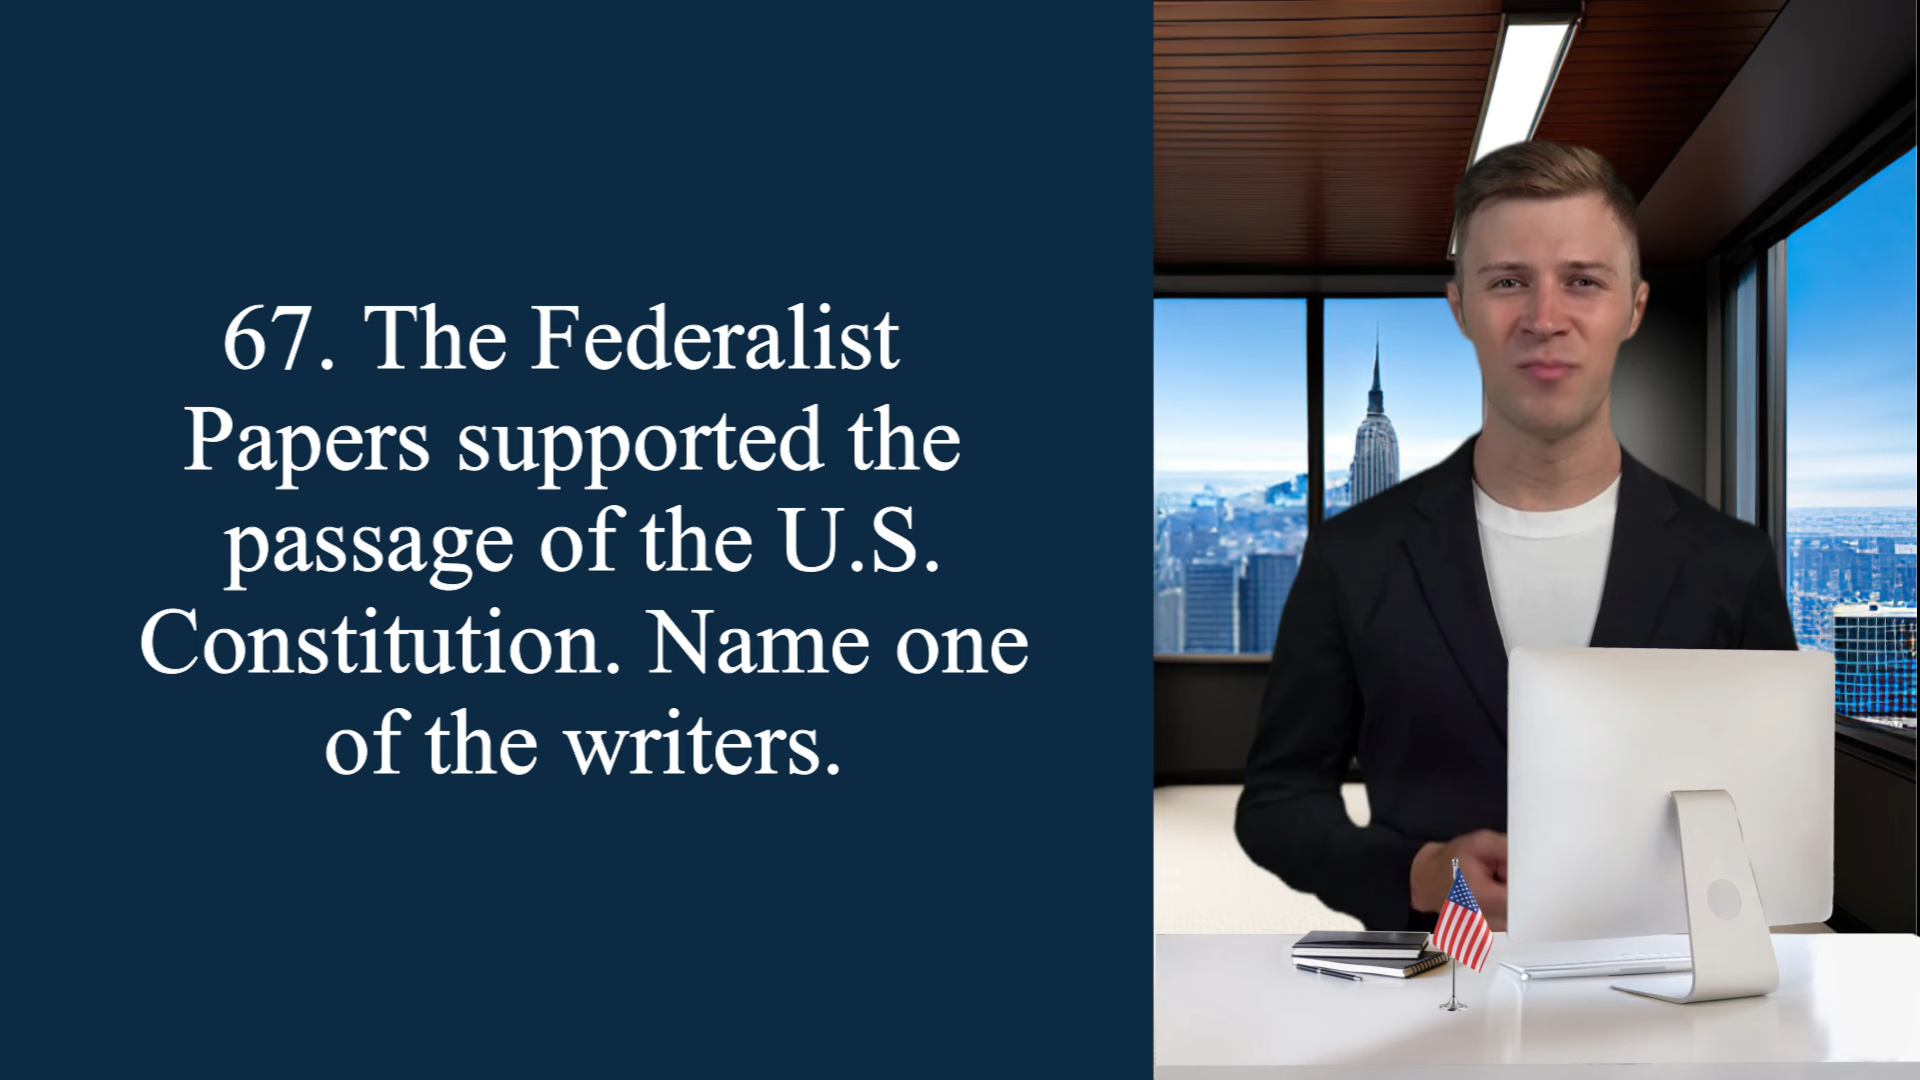 67. The Federalist
Papers supported the
passage of the U.S.
Constitution. Name one
of the writers.